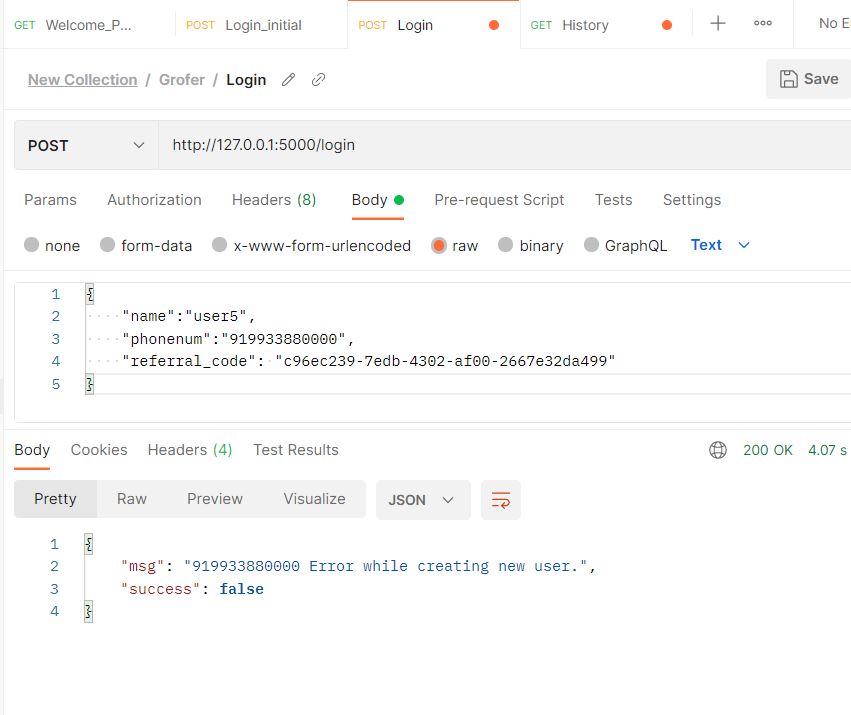 GET Welcome_P... POST Login_initial POST Login GET History + ooo No E
New Collection / Grofer / Login Save
POST http://127.0.0.1:5000/login
Params Authorization Headers (8) Body Pre-request Script Tests Settings
none form-data x-www-form-urlencoded raw binary GraphQL Text
1 {
2 "name":"user5",
3 "phonenum":"919933880000",
4 "referral_code": "c96ec239-7edb-4302-af00-2667e32da499"
5 }
Body Cookies Headers (4) Test Results 200 OK 4.07 s
Pretty Raw Preview Visualize JSON
1 {
2 "msg": "919933880000 Error while creating new user.",
3 "success": false
4 }